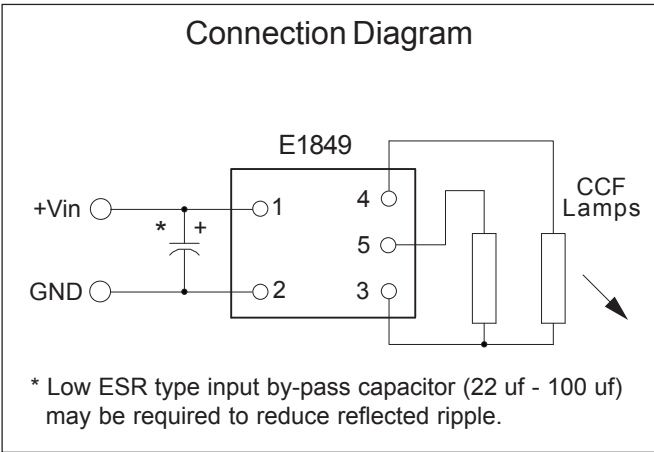 Connection Diagram
E1849
+Vin
* +
1
4
CCF
Lamps
5
GND
2
3
* Low ESR type input by-pass capacitor (22 uf - 100 uf)
may be required to reduce reflected ripple.